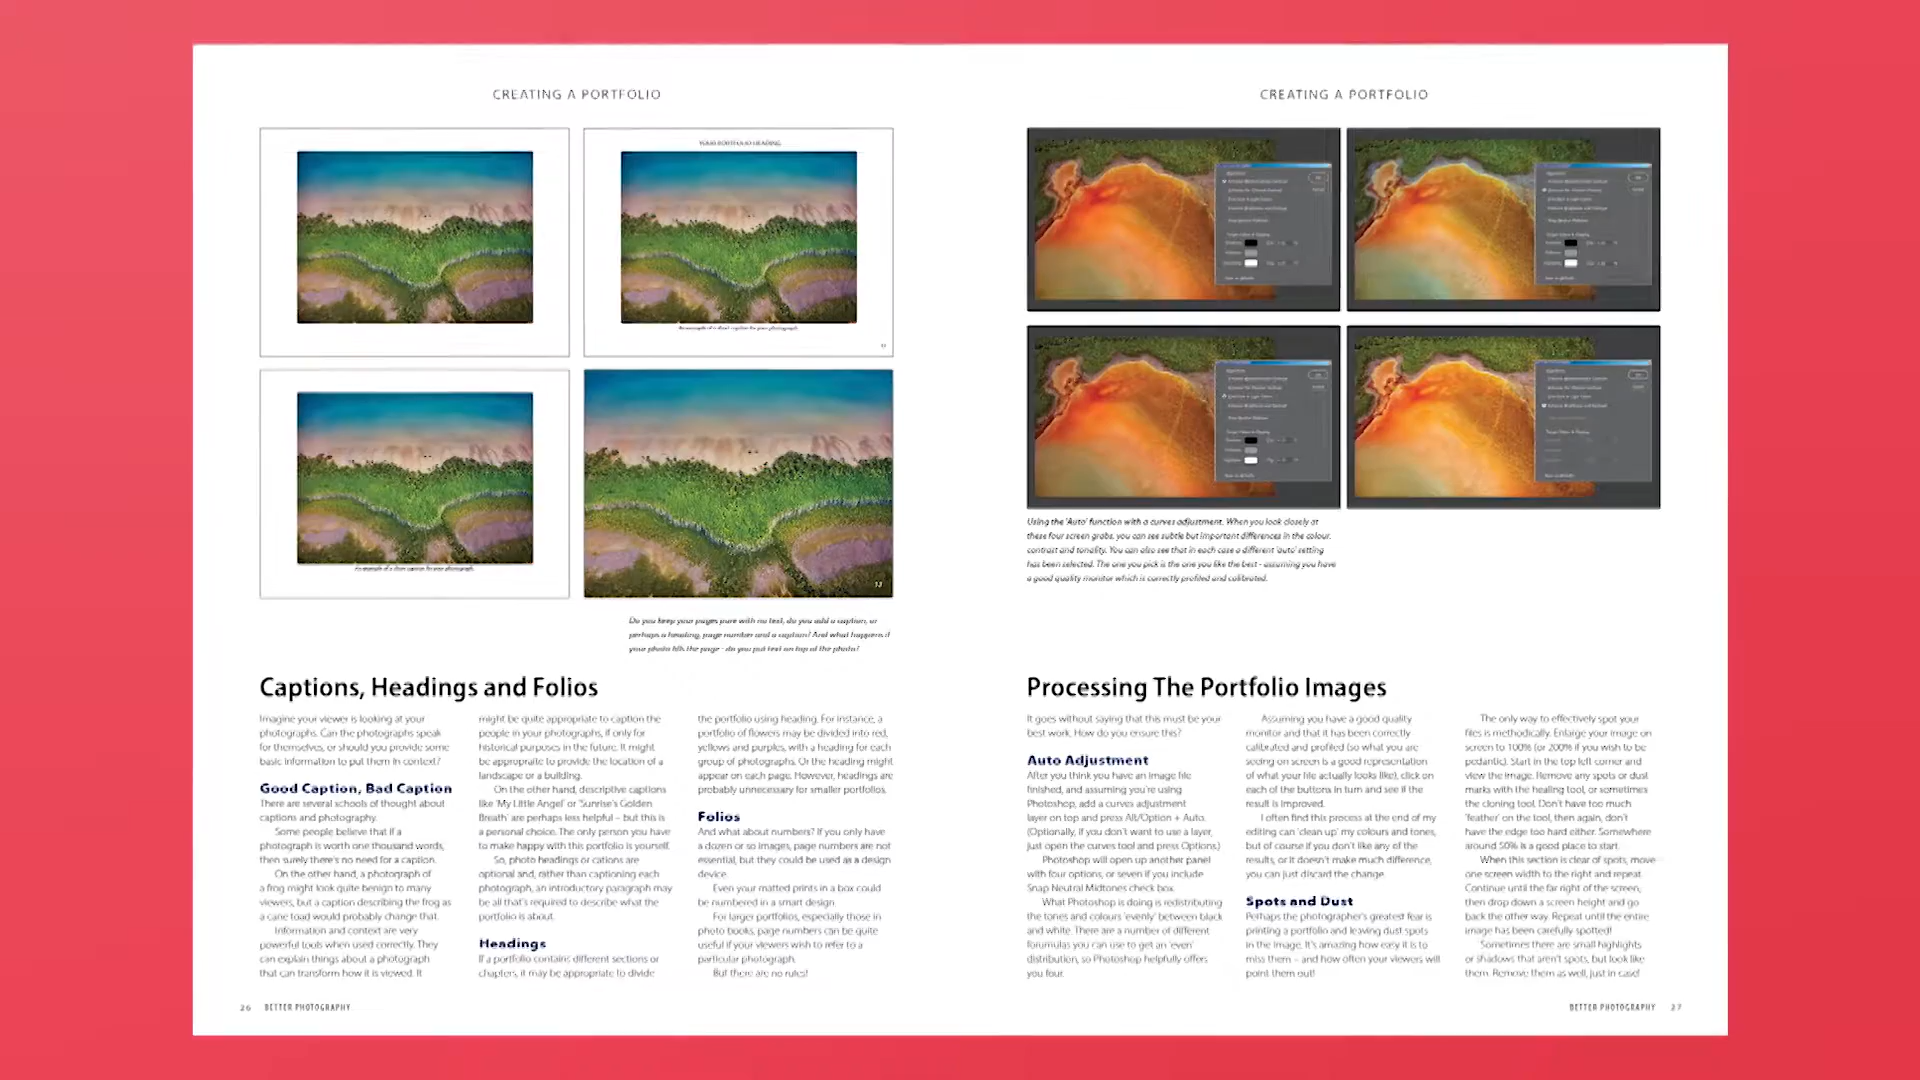 CREATING A PORTFOLIO
YOUR PORTFOLIO HEADING
An example of a short caption for your photograph.
13
An example of a short caption for your photograph.
13
Do you keep your pages pure with no text, do you add a caption, or
perhaps a heading, page number and a caption? And what happens if
your photo fills the page - do you put text on top of the photo?
Captions, Headings and Folios
Imagine your viewer is looking at your
photographs. Can the photographs speak
for themselves, or should you provide some
basic information to put them in context?
Good Caption, Bad Caption
There are several schools of thought about
captions and photography.
Some people believe that if a
photograph is worth one thousand words,
then surely there's no need for a caption.
On the other hand, a photograph of
a frog might look quite benign to many
viewers, but a caption describing the frog as
a cane toad would probably change that.
Information and context are very
powerful tools when used correctly. They
can explain things about a photograph
that can transform how it is viewed. It
might be quite appropriate to caption the
people in your photographs, if only for
historical purposes in the future. It might
be appropraite to provide the location of a
landscape or a building.
On the other hand, descriptive captions
like 'My Little Angel' or 'Sunrise's Golden
Breath' are perhaps less helpful – but this is
a personal choice. The only person you have
to make happy with this portfolio is yourself.
So, photo headings or cations are
optional and, rather than captioning each
photograph, an introductory paragraph may
be all that's required to describe what the
portfolio is about.
Headings
If a portfolio contains different sections or
chapters, it may be appropriate to divide
the portfolio using heading. For instance, a
portfolio of flowers may be divided into red,
yellows and purples, with a heading for each
group of photographs. Or the heading might
appear on each page. However, headings are
probably unnecessary for smaller portfolios.
Folios
And what about numbers? If you only have
a dozen or so images, page numbers are not
essential, but they could be used as a design
device.
Even your matted prints in a box could
be numbered in a smart design.
For larger portfolios, especially those in
photo books, page numbers can be quite
useful if your viewers wish to refer to a
particular photograph.
But there are no rules!
26 BETTER PHOTOGRAPHY
CREATING A PORTFOLIO
Using the 'Auto' function with a curves adjustment. When you look closely at
these four screen grabs, you can see subtle but important differences in the colour,
contrast and tonality. You can also see that in each case a different 'auto' setting
has been selected. The one you pick is the one you like the best - assuming you have
a good quality monitor which is correctly profiled and calibrated.
Processing The Portfolio Images
It goes without saying that this must be your
best work. How do you ensure this?
Auto Adjustment
After you think you have an image file
finished, and assuming you're using
Photoshop, add a curves adjustment
layer on top and press Alt/Option + Auto.
(Optionally, if you don't want to use a layer,
just open the curves tool and press Options.)
Photoshop will open up another panel
with four options, or seven if you include
Snap Neutral Midtones check box.
What Photoshop is doing is redistributing
the tones and colours 'evenly' between black
and white. There are a number of different
forumulas you can use to get an 'even'
distribution, so Photoshop helpfully offers
you four.
Assuming you have a good quality
monitor and that it has been correctly
calibrated and profiled (so what you are
seeing on screen is a good representation
of what your file actually looks like), click on
each of the buttons in turn and see if the
result is improved.
I often find this process at the end of my
editing can 'clean up' my colours and tones,
but of course if you don't like any of the
results, or it doesn't make much difference,
you can just discard the change.
Spots and Dust
Perhaps the photographer's greated fear is
printing a portfolio and leaving dust spots
in the image. It's amazing how easy it is to
miss them – and how often your viewers will
point them out!
The only way to effectively spot your
files is methodically. Enlarge your image on
screen to 100% (or 200% if you wish to be
pedantic). Start in the top left corner and
view the image. Remove any spots or dust
marks with the healing tool, or sometimes
the cloning tool. Don't have too much
'feather' on the tool, then again, don't
have the edge too hard either. Somewhere
around 50% is a good place to start.
When this section is clear of spots, move
one screen width to the right and repeat.
Continue until the far right of the screen,
then drop down a screen height and go
back the other way. Repeat until the entire
image has been carefully spotted!
Sometimes there are small highlights
or shadows that aren't spots, but look like
them. Remove them as well, just in case!
BETTER PHOTOGRAPHY 27